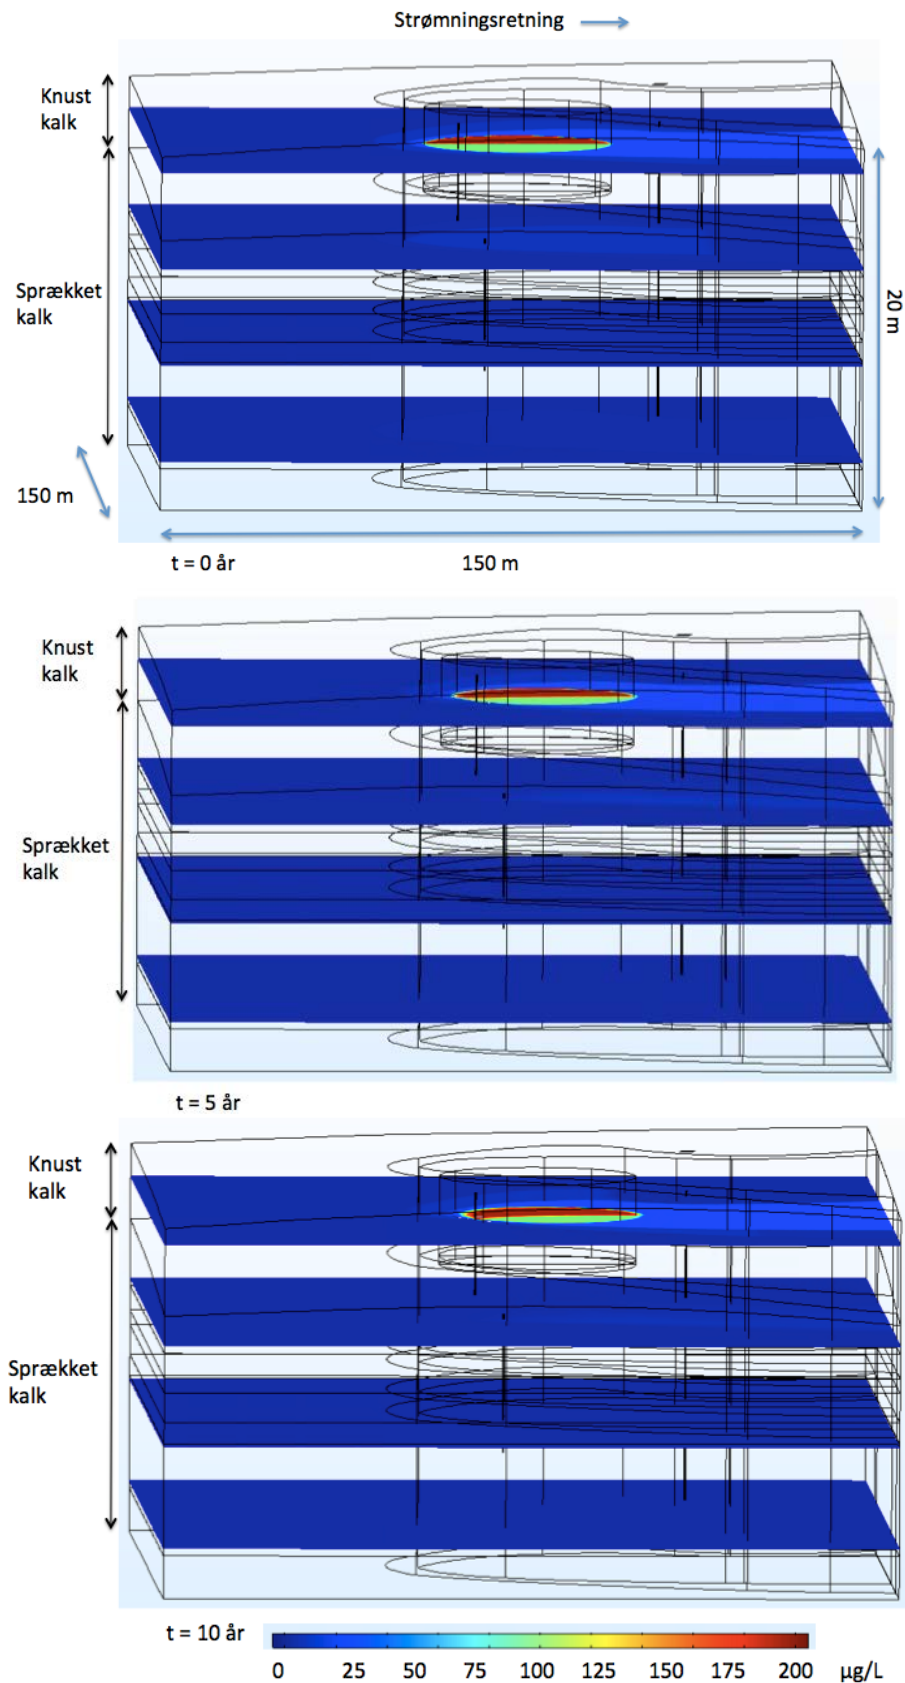 Strømningsretning
Knust
kalk
Sprækket
kalk
20 m
150 m
t = 0 år
150 m
Knust
kalk
Sprækket
kalk
t = 5 år
Knust
kalk
Sprækket
kalk
t = 10 år
0 25 50 75 100 125 150 175 200 µg/L